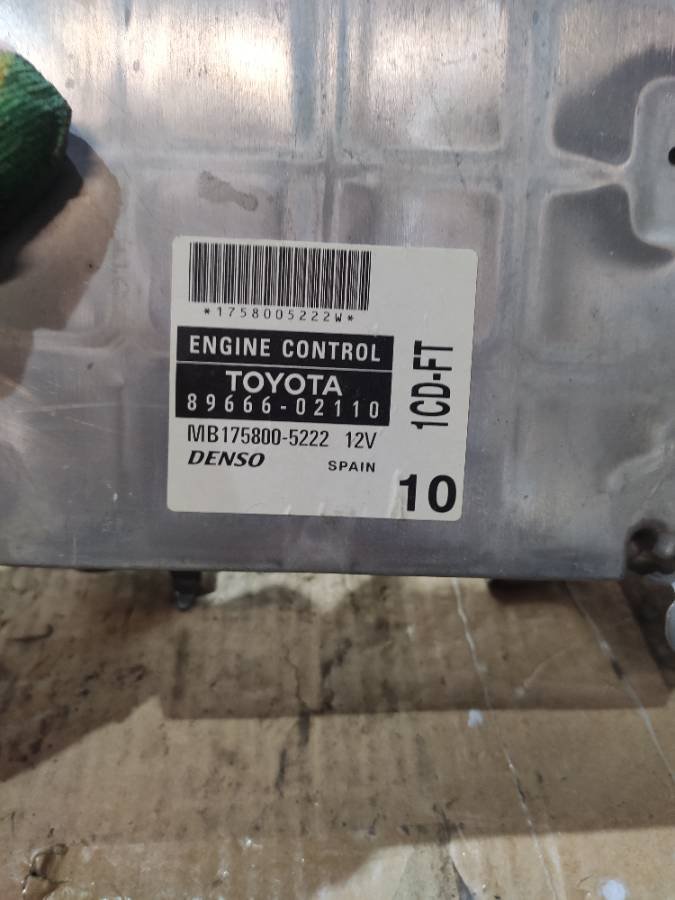 *1758005222W*
ENGINE CONTROL
TOYOTA
89666-02110
MB175800-5222 12V
DENSO SPAIN
1CD-FT
10